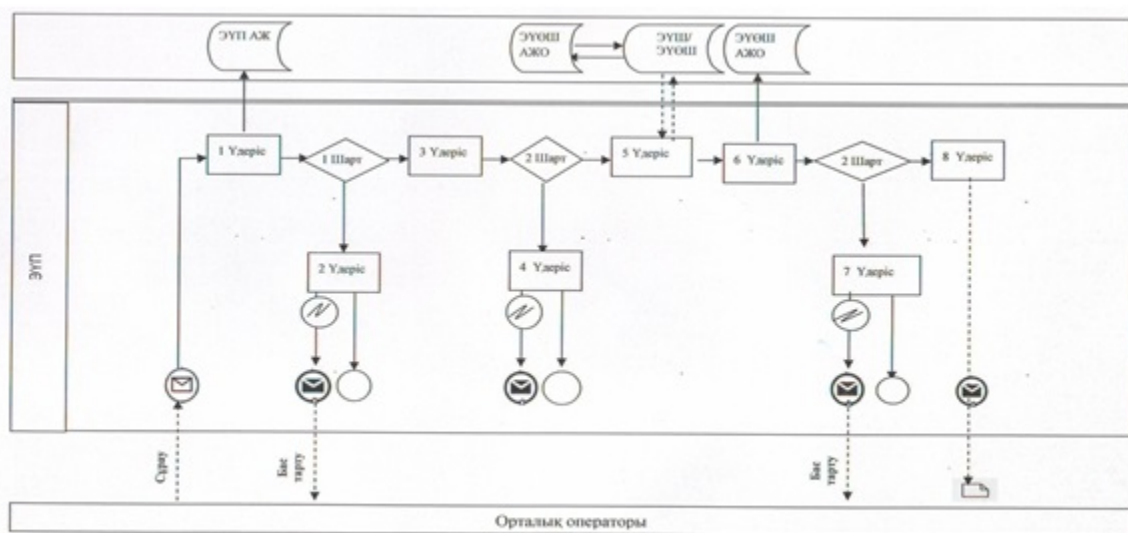 ЭҮП АЖ
ЭҮӨШ
АЖО
ЭҮШ/
ЭҮӨШ
ЭҮӨШ
АЖО
1 Үдеріс
1 Шарт
3 Үдеріс
2 Шарт
5 Үдеріс
6 Үдеріс
2 Шарт
8 Үдеріс
2 Үдеріс
4 Үдеріс
7 Үдеріс
ЭҮП
Сұрау
Бас
тарту
Бас
тарту
Орталық операторы